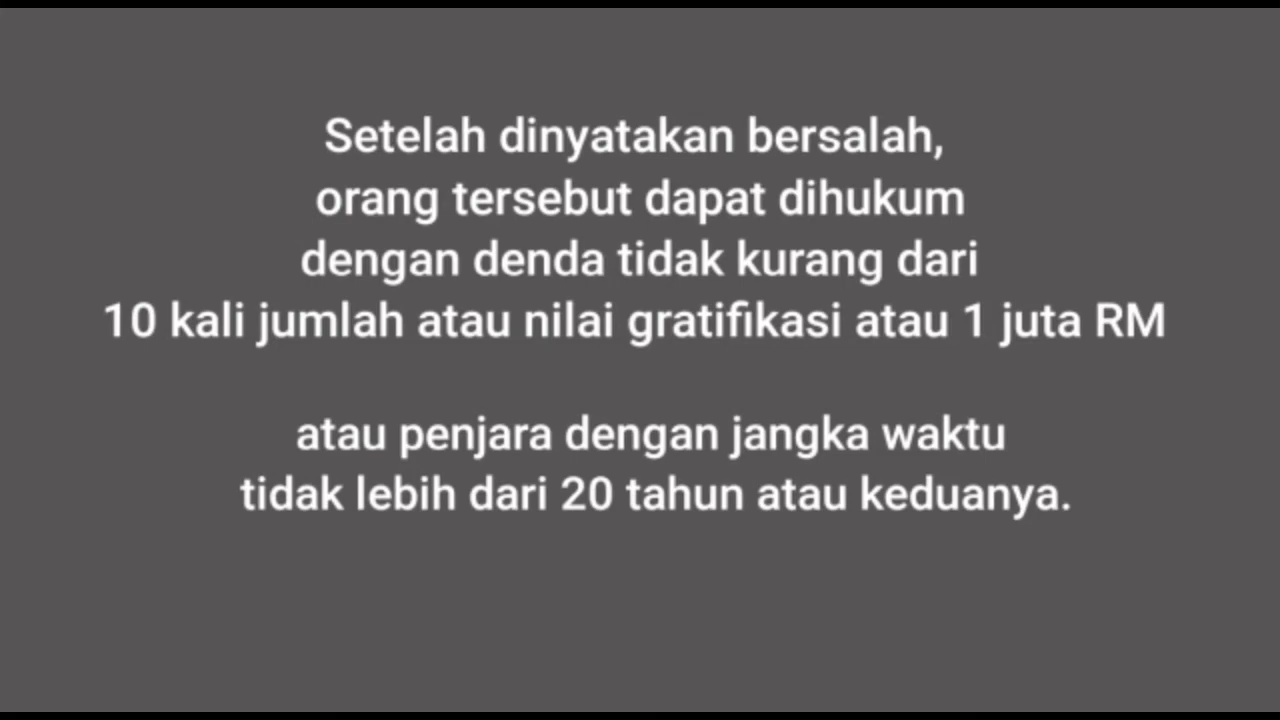 Setelah dinyatakan bersalah,
orang tersebut dapat dihukum
dengan denda tidak kurang dari
10 kali jumlah atau nilai gratifikasi atau 1 juta RM
atau penjara dengan jangka waktu
tidak lebih dari 20 tahun atau keduanya.